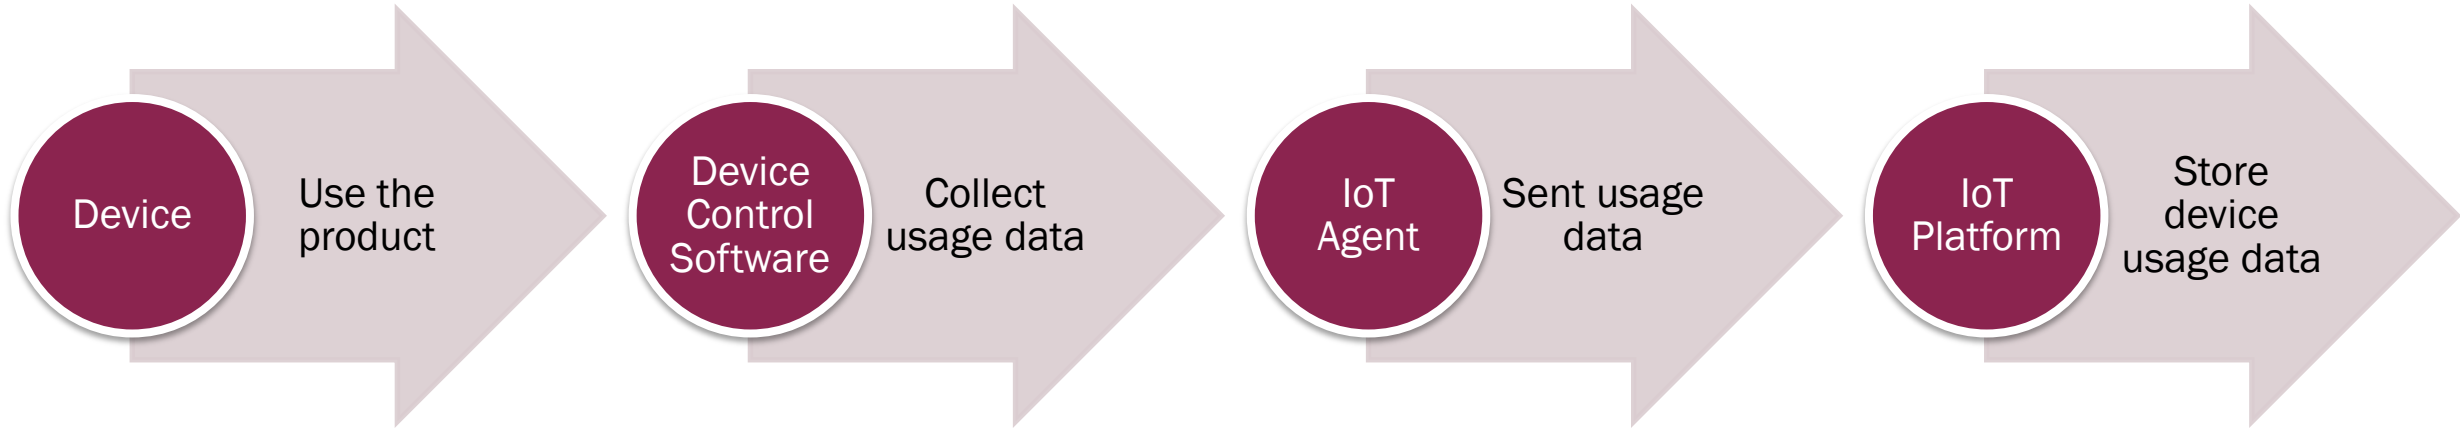 Device
Use the
product
Device
Control
Software
Collect
usage data
IoT
Agent
Sent usage
data
IoT
Platform
Store
device
usage data